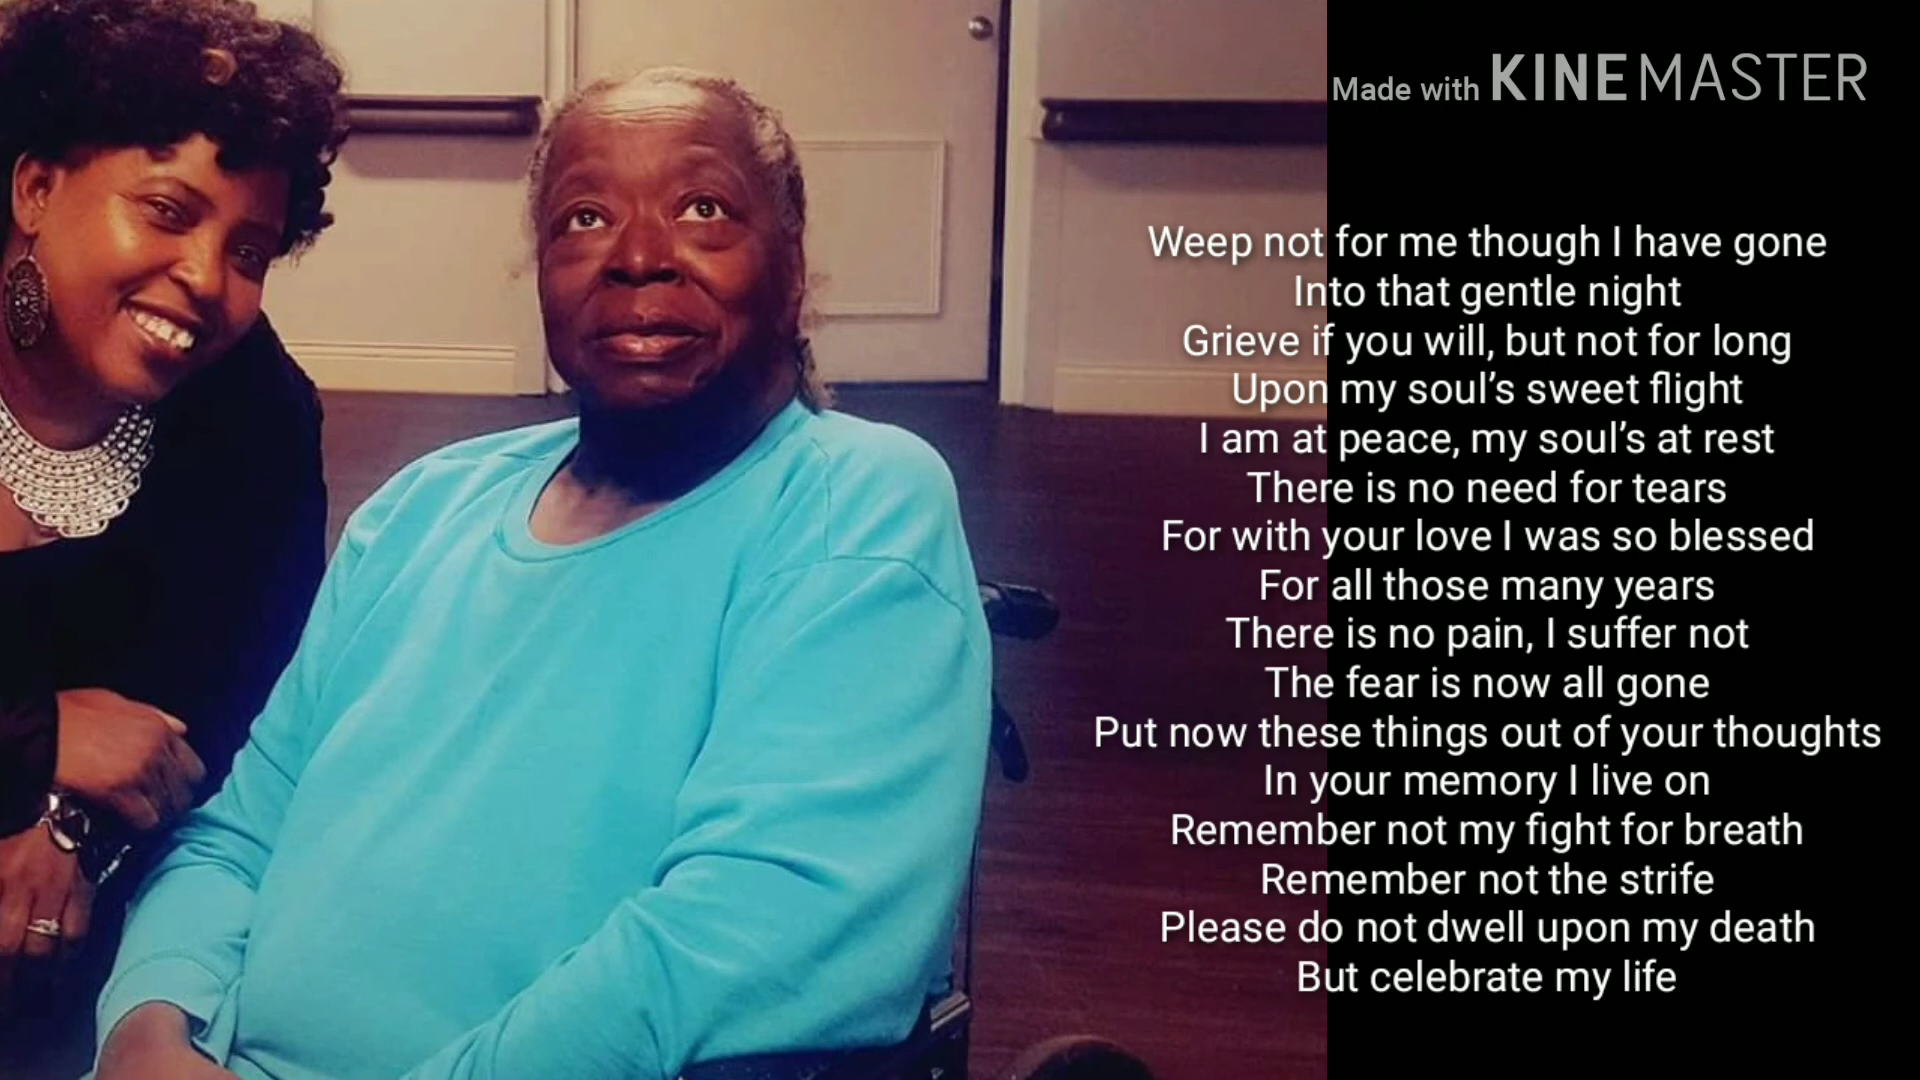 Made with KINEMASTER
Weep not for me though I have gone
Into that gentle night
Grieve if you will, but not for long
Upon my soul’s sweet flight
I am at peace, my soul’s at rest
There is no need for tears
For with your love I was so blessed
For all those many years
There is no pain, I suffer not
The fear is now all gone
Put now these things out of your thoughts
In your memory I live on
Remember not my fight for breath
Remember not the strife
Please do not dwell upon my death
But celebrate my life